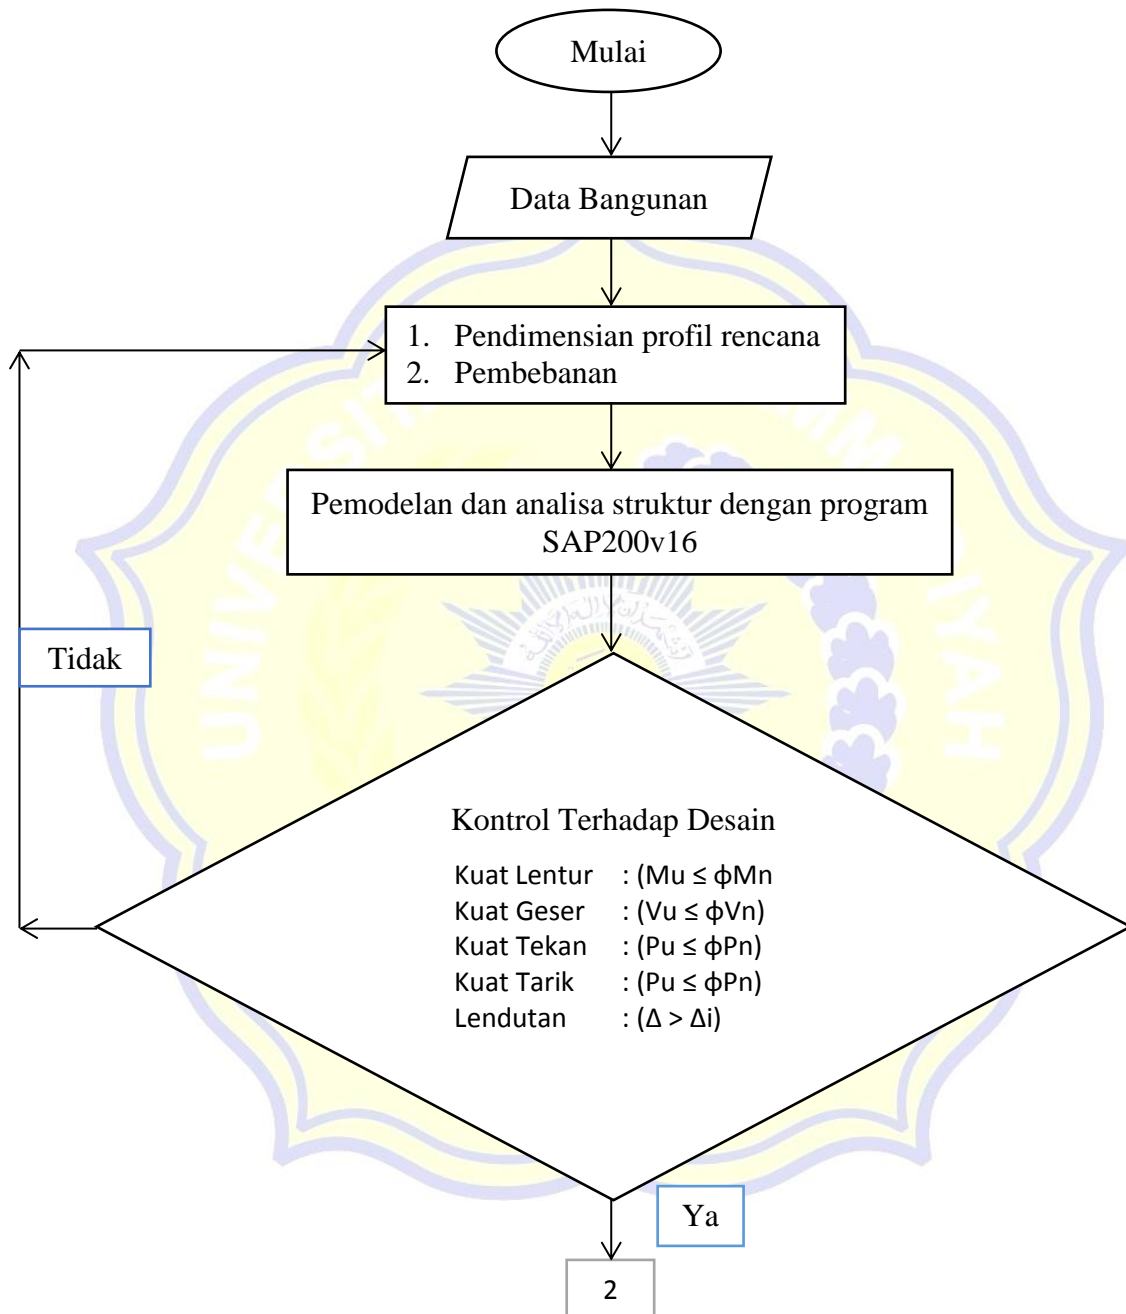 Mulai
Data Bangunan
1. Pendimensian profil rencana
2. Pembebanan
Pemodelan dan analisa struktur dengan program
SAP200v16
Tidak
Kontrol Terhadap Desain
Kuat Lentur : (Mu ≤ ϕMn
Kuat Geser : (Vu ≤ ϕVn)
Kuat Tekan : (Pu ≤ ϕPn)
Kuat Tarik : (Pu ≤ ϕPn)
Lendutan : (Δ > Δi)
Ya
2